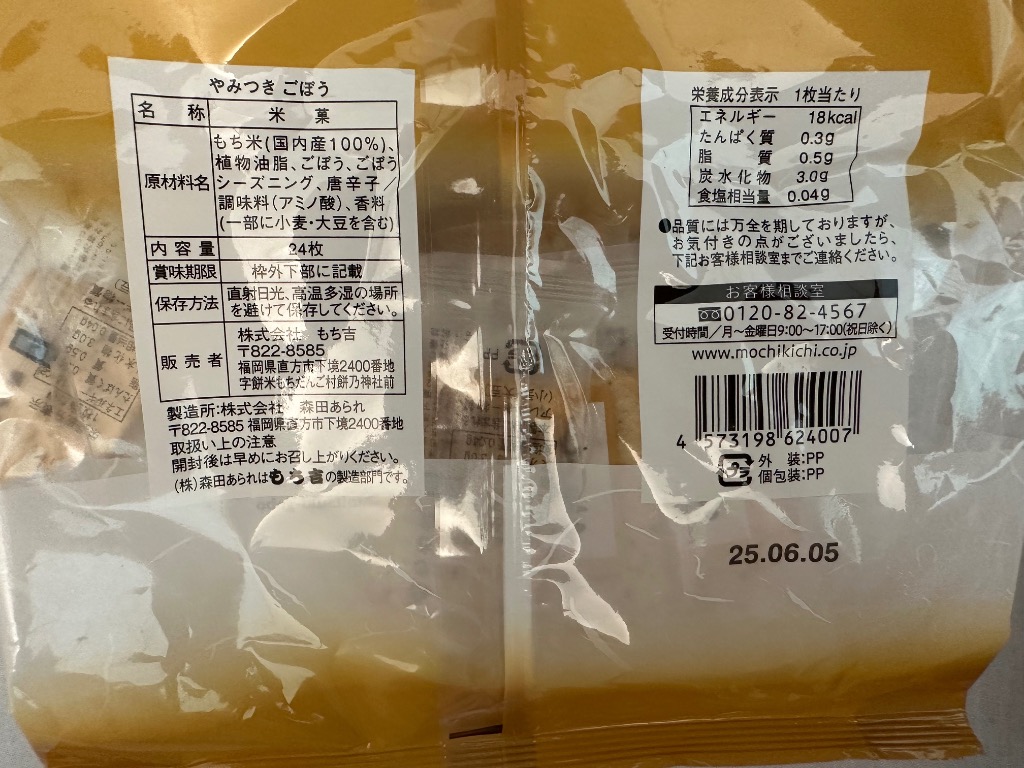 やみつき ごぼう
名 称 米 菓
原材料名 もち米(国内産100%)、
植物油脂、ごぼう、ごぼう
シーズニング、唐辛子/
調味料(アミノ酸)、香料
(一部に小麦・大豆を含む)
内容量 24枚
賞味期限 枠外下部に記載
保存方法 直射日光、高温多湿の場所
を避けて保存してください。
販売者 株式会社 もち吉
〒822-8585
福岡県直方市下境2400番地
字餅米もちだんご村餅乃神社前
製造所:株式会社 森田あられ
〒822-8585 福岡県直方市下境2400番地
取扱い上の注意
開封後は早めにお召し上がりください。
(株)森田あられはもち吉の製造部門です。
栄養成分表示 1枚当たり
エネルギー 18kcal
たんぱく質 0.3g
脂 質 0.5g
炭水化物 3.0g
食塩相当量 0.04g
●品質には万全を期しておりますが、
お気付きの点がございましたら、
下記お客様相談室までご連絡ください。
お客様相談室
0120-82-4567
受付時間/月~金曜日9:00~17:00(祝日除く)
www.mochikichi.co.jp
4 573198 624007
プラ 外 装:PP
個包装:PP
25.06.05